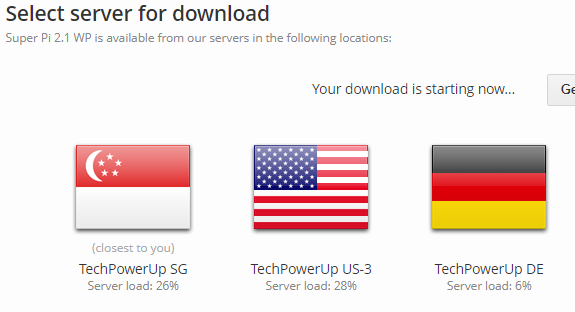 Select server for download
Super Pi 2.1 WP is available from our servers in the following locations:
Your download is starting now...
Ge
(closest to you)
TechPowerUp SG
Server load: 26%
TechPowerUp US-3
Server load: 28%
TechPowerUp DE
Server load: 6%